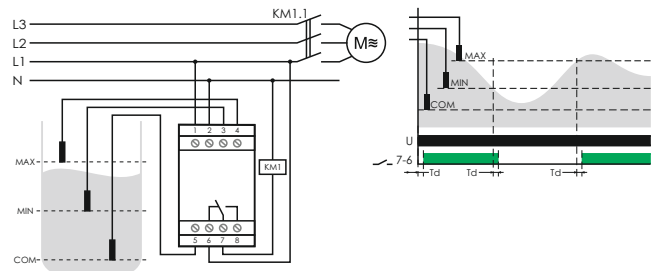 KM1.1
L3
L2
L1
N
M≋
1 2 3 4
KM1
5 6 7 8
MAX
MIN
COM
MAX
MIN
COM
U
7-6
Td Td Td